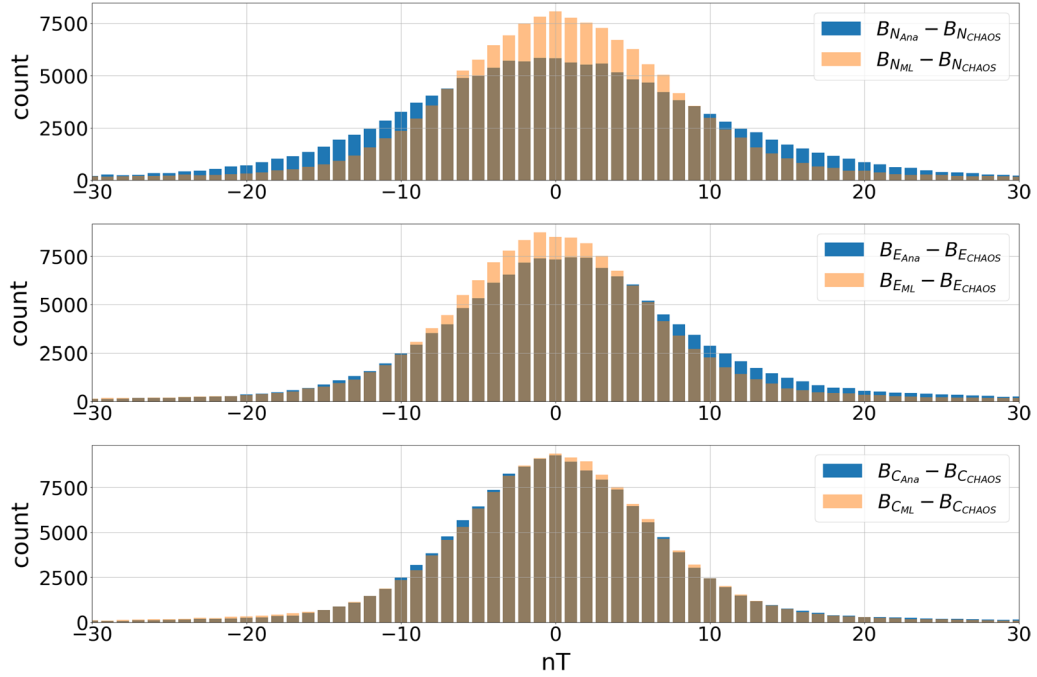 count
7500
5000
2500
0
−30 −20 −10 0 10 20 30
B_{N_{Ana}} − B_{N_{CHAOS}}
B_{N_{ML}} − B_{N_{CHAOS}}
count
7500
5000
2500
0
−30 −20 −10 0 10 20 30
B_{E_{Ana}} − B_{E_{CHAOS}}
B_{E_{ML}} − B_{E_{CHAOS}}
count
7500
5000
2500
0
−30 −20 −10 0 10 20 30
B_{C_{Ana}} − B_{C_{CHAOS}}
B_{C_{ML}} − B_{C_{CHAOS}}
nT